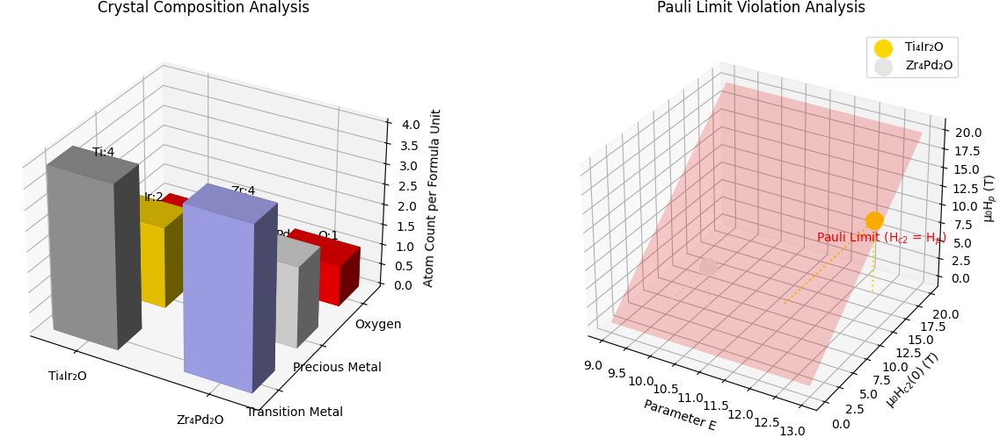 Crystal Composition Analysis
Ti:4
Ir:2
Zr:4
O:1
4.0
3.5
3.0
2.5
2.0
1.5
1.0
0.5
0.0
Atom Count per Formula Unit
Ti₄Ir₂O
Zr₄Pd₂O
Transition Metal
Precious Metal
Oxygen
Pauli Limit Violation Analysis
Ti₄Ir₂O
Zr₄Pd₂O
Pauli Limit (Hc2 = Hp)
20.0
17.5
15.0
12.5
10.0
7.5
5.0
2.5
0.0
μ₀Hp (T)
20.0
17.5
15.0
12.5
10.0
7.5
5.0
2.5
0.0
μ₀Hc2(0) (T)
9.0
9.5
10.0
10.5
11.0
11.5
12.0
12.5
13.0
Parameter E